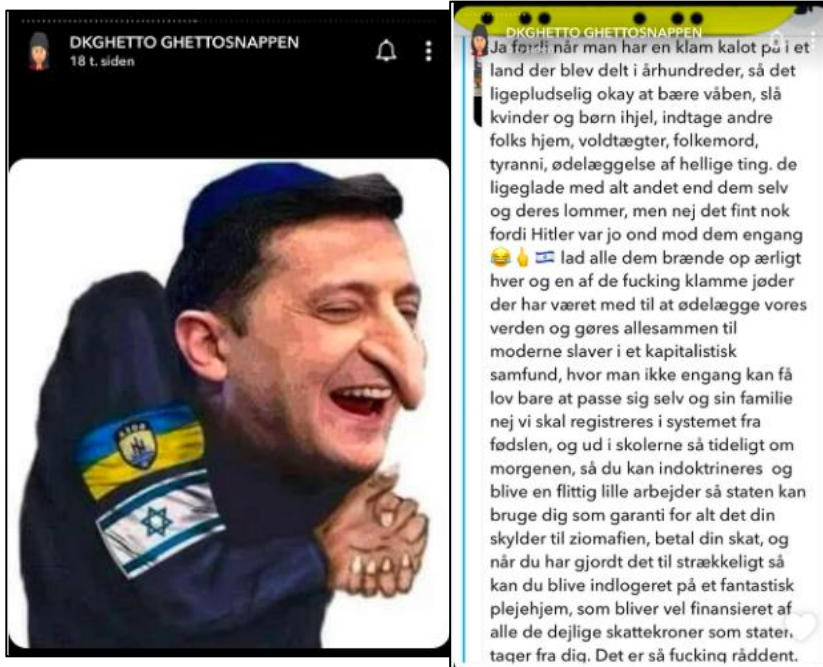 DKGHETTO GHETTOSNAPPEN
18 t. siden
DKGHETTO GHETTOSNAPPEN
Ja fordi når man har en klam kalot på i et
land der blev delt i århundreder, så det
ligepludselig okay at bære våben, slå
kvinder og børn ihjel, indtage andre
folks hjem, voldtægter, folkemord,
tyranni, ødelæggelse af hellige ting. de
ligeglade med alt andet end dem selv
og deres lommer, men nej det fint nok
fordi Hitler var jo ond mod dem engang
😂🖕🇮🇱 lad alle dem brænde op ærligt
hver og en af de fucking klamme jøder
der har været med til at ødelægge vores
verden og gøres allesammen til
moderne slaver i et kapitalistisk
samfund, hvor man ikke engang kan få
lov bare at passe sig selv og sin familie
nej vi skal registreres i systemet fra
fødslen, og ud i skolerne så tideligt om
morgenen, så du kan indoktrineres og
blive en flittig lille arbejder så staten kan
bruge dig som garanti for alt det din
skylder til ziomafien, betal din skat, og
når du har gjordt det til strækkeligt så
kan du blive indlogeret på et fantastisk
plejehjem, som bliver vel finansieret af
alle de dejlige skattekroner som staten
tager fra dig. Det er så fucking råddent.